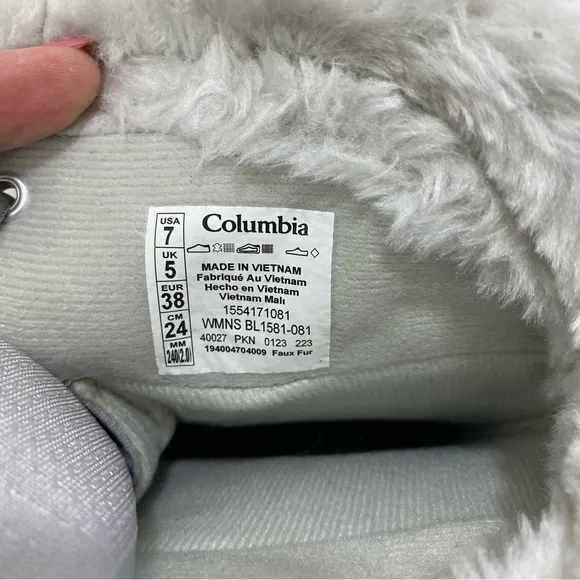 USA
7
UK
5
EUR
38
CM
24
MM
240(2.0)
Columbia
MADE IN VIETNAM
Fabriqué Au Vietnam
Hecho en Vietnam
Vietnam Malı
1554171081
WMNS BL1581-081
40027 PKN 0123 223
194004704009 Faux Fur